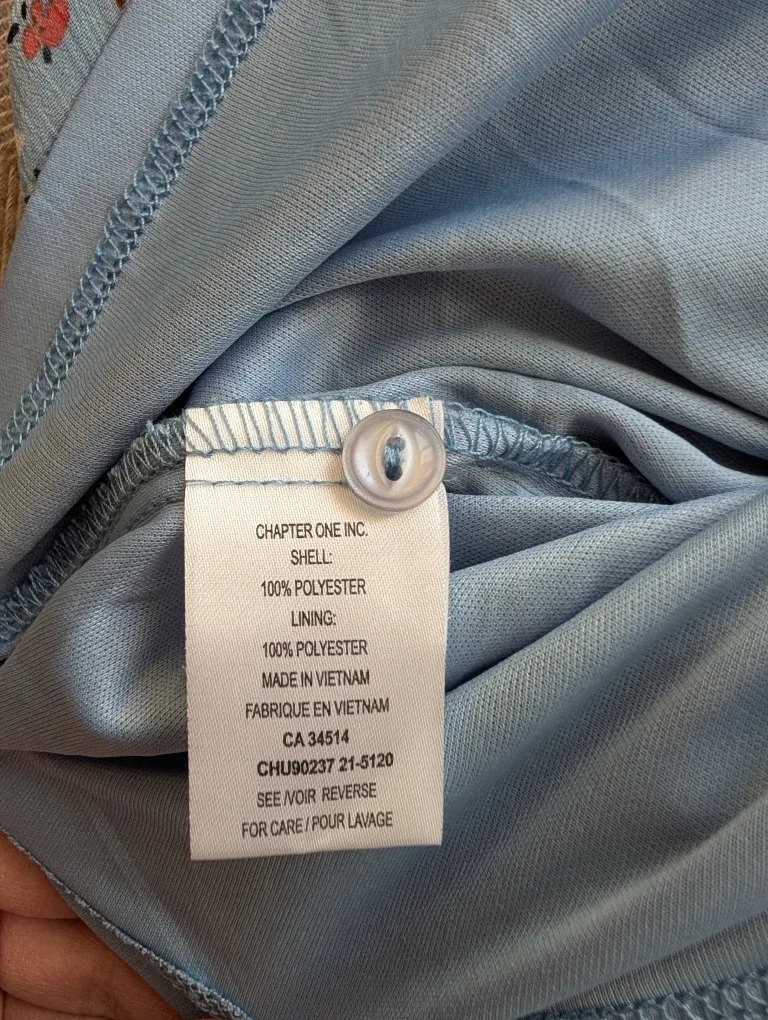 CHAPTER ONE INC.
SHELL:
100% POLYESTER
LINING:
100% POLYESTER
MADE IN VIETNAM
FABRIQUE EN VIETNAM
CA 34514
CHU90237 21-5120
SEE /VOIR REVERSE
FOR CARE / POUR LAVAGE